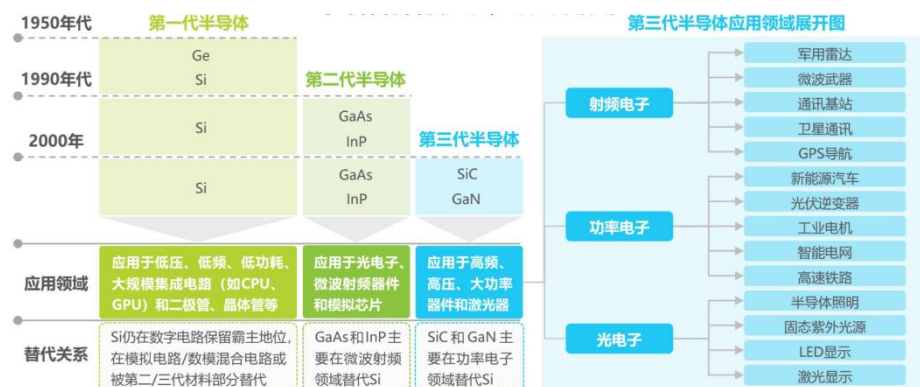 1950年代
第一代半导体
第三代半导体应用领域展开图
Ge
Si
1990年代
第二代半导体
Si
GaAs
InP
2000年
第三代半导体
Si
GaAs
InP
SiC
GaN
应用领域
应用于低压、低频、低功耗、
大规模集成电路（如CPU、
GPU）和二极管、晶体管等
应用于光电子、
微波射频器件
和模拟芯片
应用于高频、
高压、大功率
器件和激光器
替代关系
Si仍在数字电路保留霸主地位，
在模拟电路/数模混合电路或
被第二/三代材料部分替代
GaAs和InP主
要在微波射频
领域替代Si
SiC和GaN主
要在功率电子
领域替代Si
射频电子
军用雷达
微波武器
通讯基站
卫星通讯
GPS导航
功率电子
新能源汽车
光伏逆变器
工业电机
智能电网
高速铁路
光电子
半导体照明
固态紫外光源
LED显示
激光显示